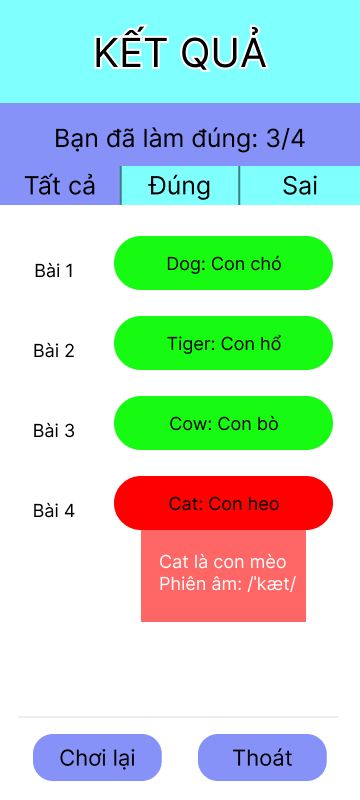 KẾT QUẢ
Bạn đã làm đúng: 3/4
Tất cả
Đúng
Sai
Bài 1
Dog: Con chó
Bài 2
Tiger: Con hổ
Bài 3
Cow: Con bò
Bài 4
Cat: Con heo
Cat là con mèo
Phiên âm: /ˈkæt/
Chơi lại
Thoát